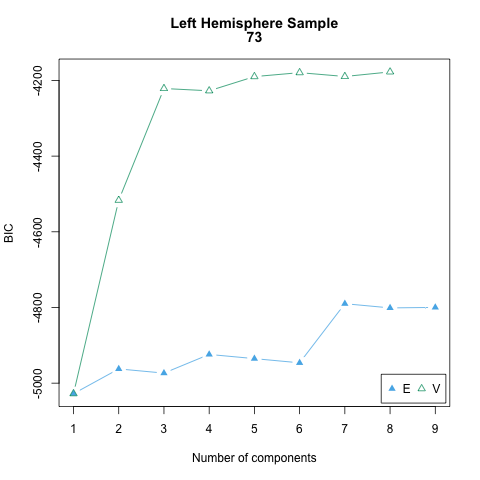 Left Hemisphere Sample
73
BIC
-4200
-4400
-4600
-4800
-5000
1 2 3 4 5 6 7 8 9
Number of components
E V